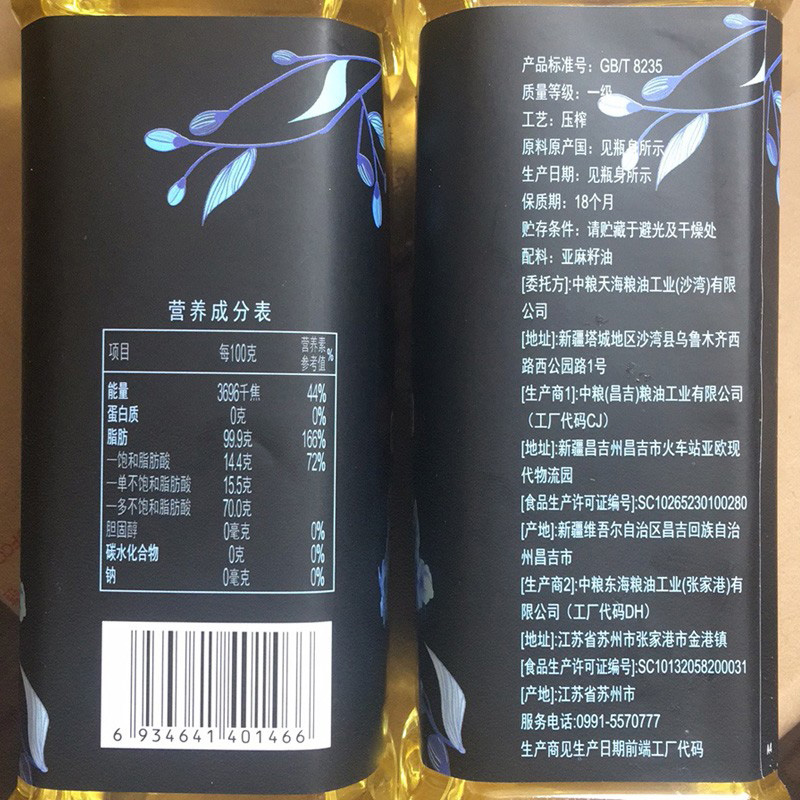 营养成分表
项目 每100克 营养素参考值%
能量 3696千焦 44%
蛋白质 0克 0%
脂肪 99.9克 166%
—饱和脂肪酸 14.4克 72%
—单不饱和脂肪酸 15.5克
—多不饱和脂肪酸 70.0克
胆固醇 0毫克 0%
碳水化合物 0克 0%
钠 0毫克 0%
6 934641 401466
产品标准号：GB/T 8235
质量等级：一级
工艺：压榨
原料原产国：见瓶身所示
生产日期：见瓶身所示
保质期：18个月
贮存条件：请贮藏于避光及干燥处
配料：亚麻籽油
[委托方]:中粮天海粮油工业(沙湾)有限
公司
[地址]:新疆塔城地区沙湾县乌鲁木齐西
路西公园路1号
[生产商1]:中粮(昌吉)粮油工业有限公司
（工厂代码CJ）
[地址]:新疆昌吉州昌吉市火车站亚欧现
代物流园
[食品生产许可证编号]:SC10265230100280
[产地]:新疆维吾尔自治区昌吉回族自治
州昌吉市
[生产商2]:中粮东海粮油工业(张家港)有
限公司（工厂代码DH）
[地址]:江苏省苏州市张家港市金港镇
[食品生产许可证编号]:SC10132058200031
[产地]:江苏省苏州市
服务电话:0991-5570777
生产商见生产日期前端工厂代码